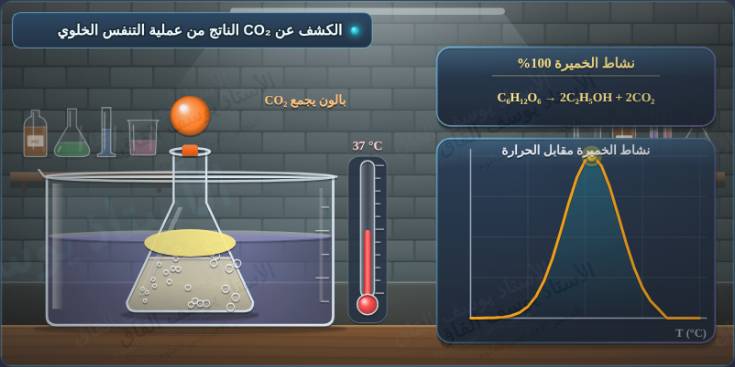 الكشف عن CO₂ الناتج من عملية التنفس الخلوي
نشاط الخميرة 100%
C₆H₁₂O₆ → 2C₂H₅OH + 2CO₂
بالون يجمع CO₂
37 °C
نشاط الخميرة مقابل الحرارة
T (°C)